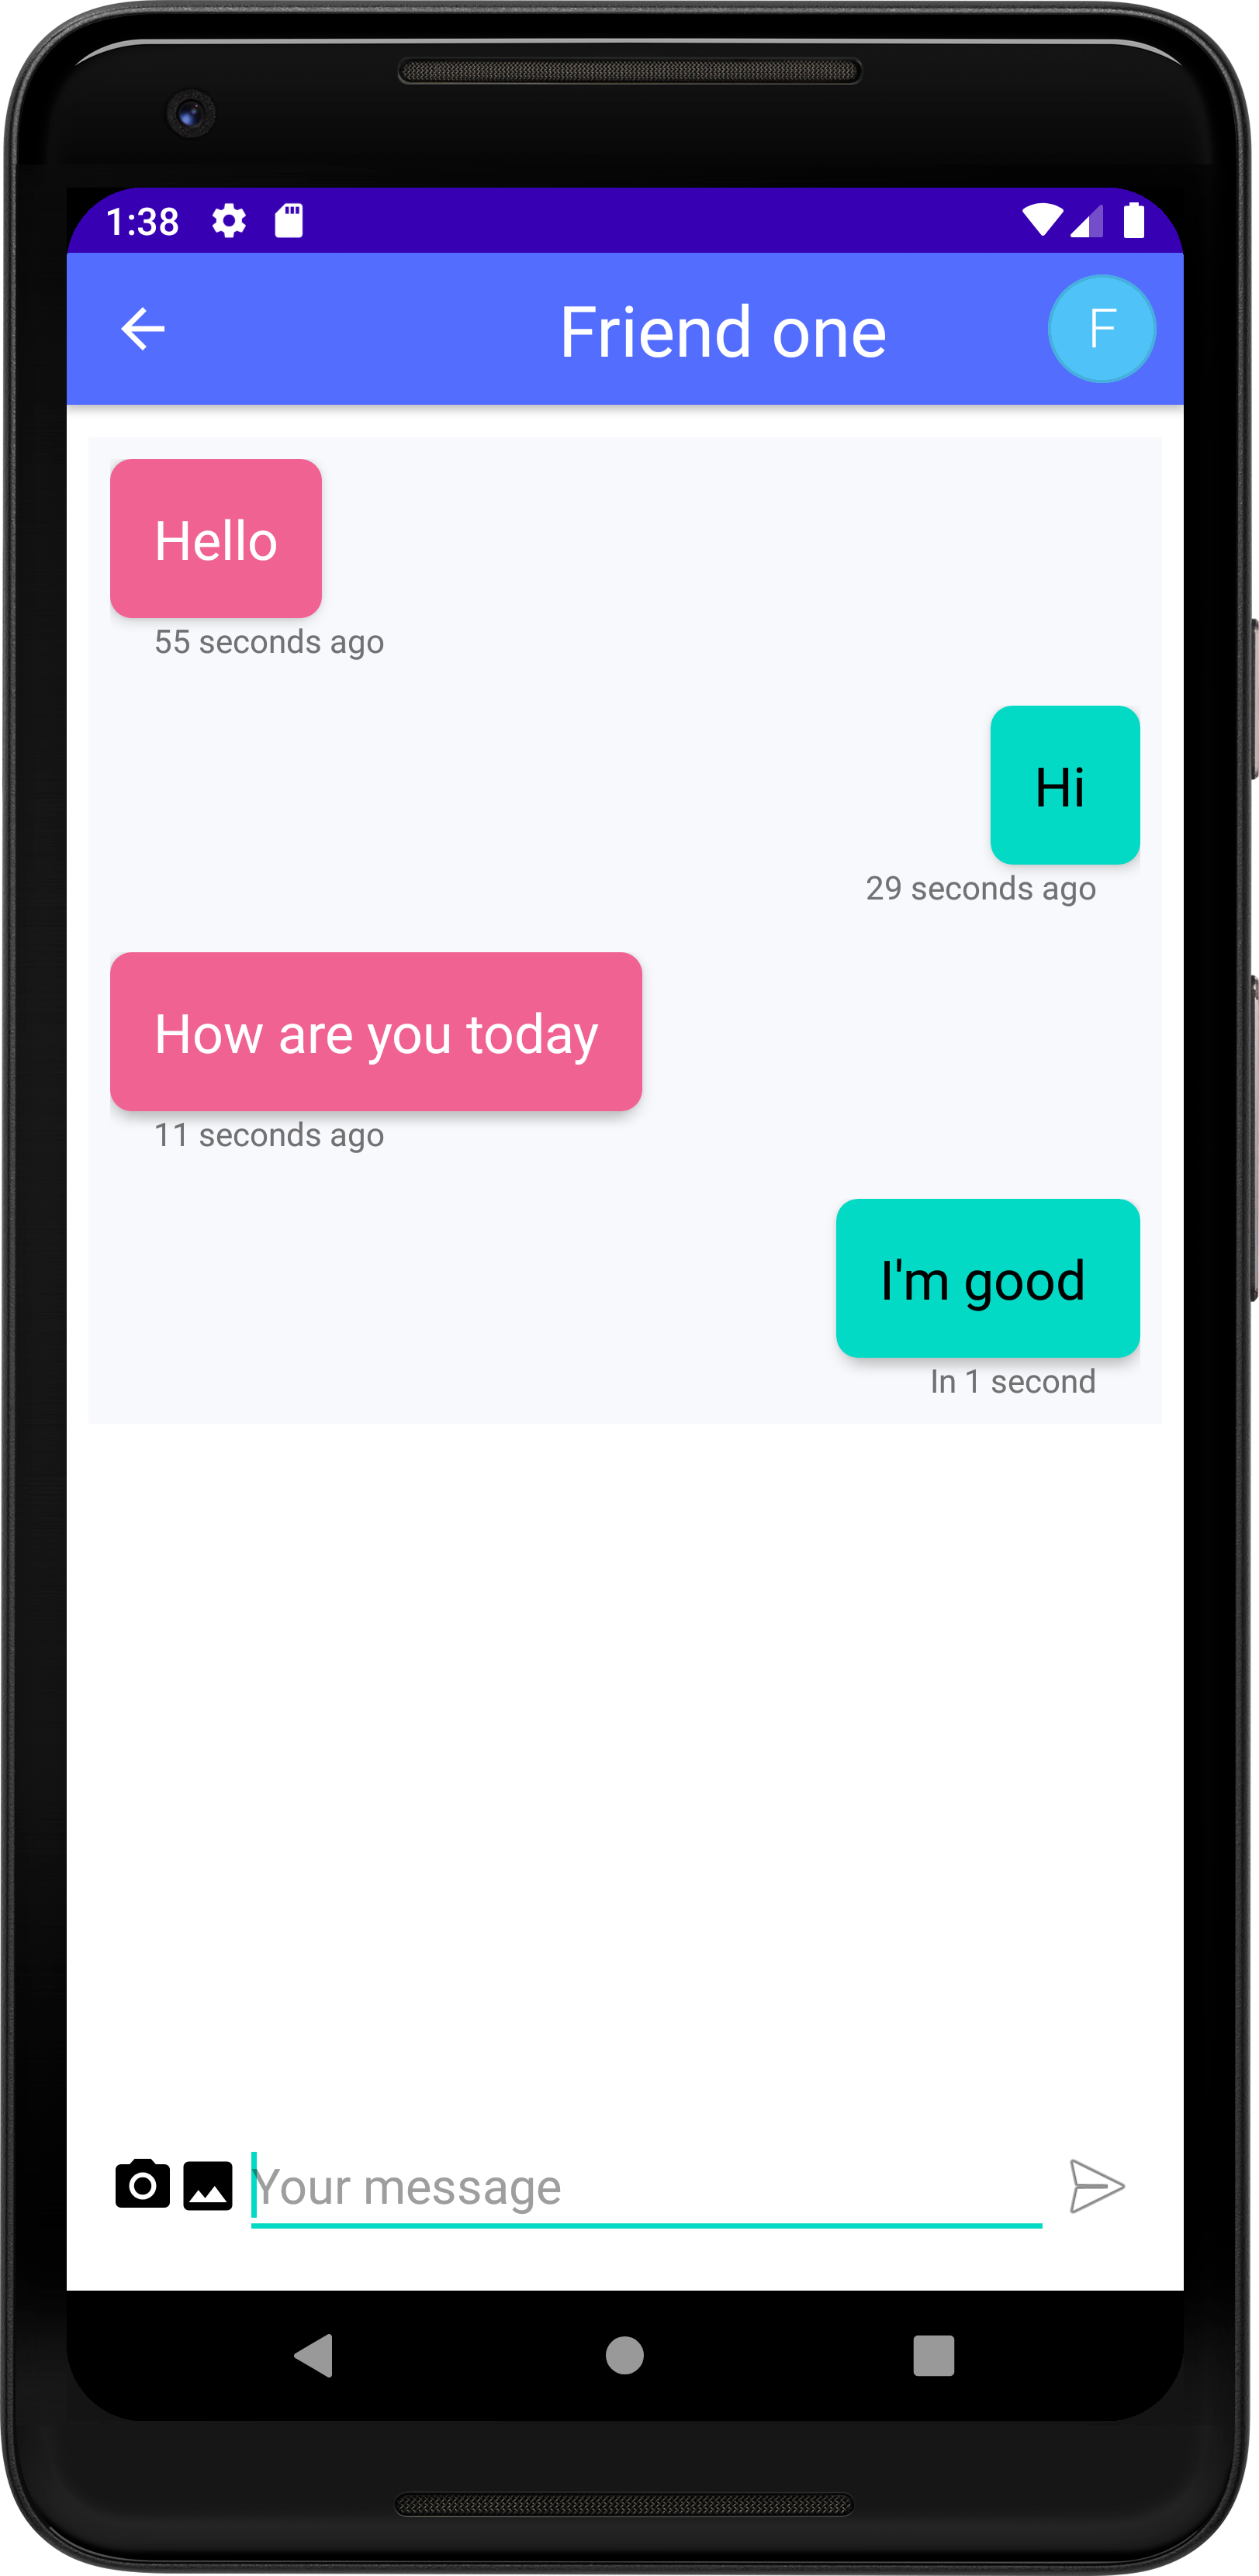 1:38
Friend one
F
Hello
55 seconds ago
Hi
29 seconds ago
How are you today
11 seconds ago
I'm good
In 1 second
Your message